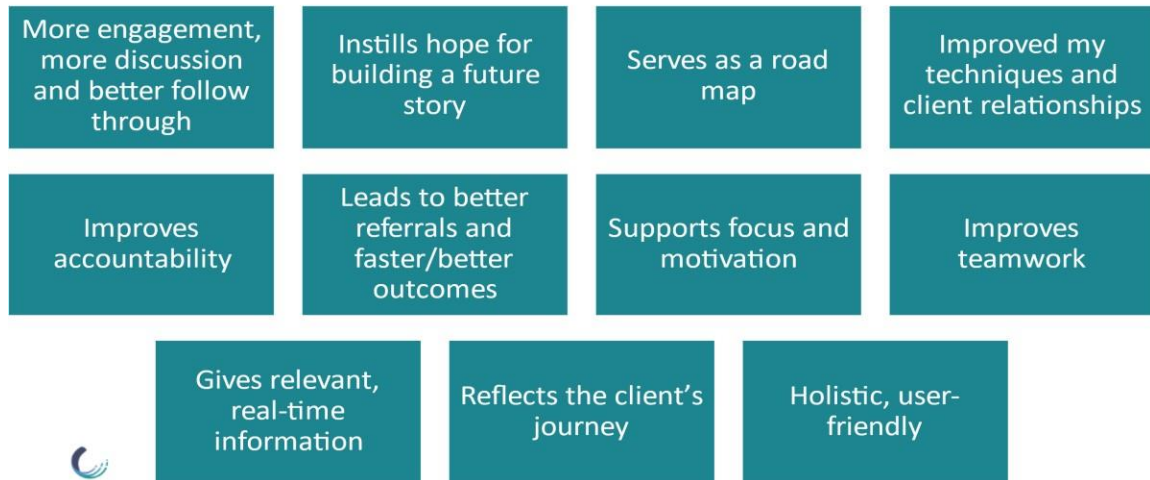 More engagement,
more discussion
and better follow
through
Instills hope for
building a future
story
Serves as a road
map
Improved my
techniques and
client relationships
Improves
accountability
Leads to better
referrals and
faster/better
outcomes
Supports focus and
motivation
Improves
teamwork
Gives relevant,
real-time
information
Reflects the client’s
journey
Holistic, user-
friendly